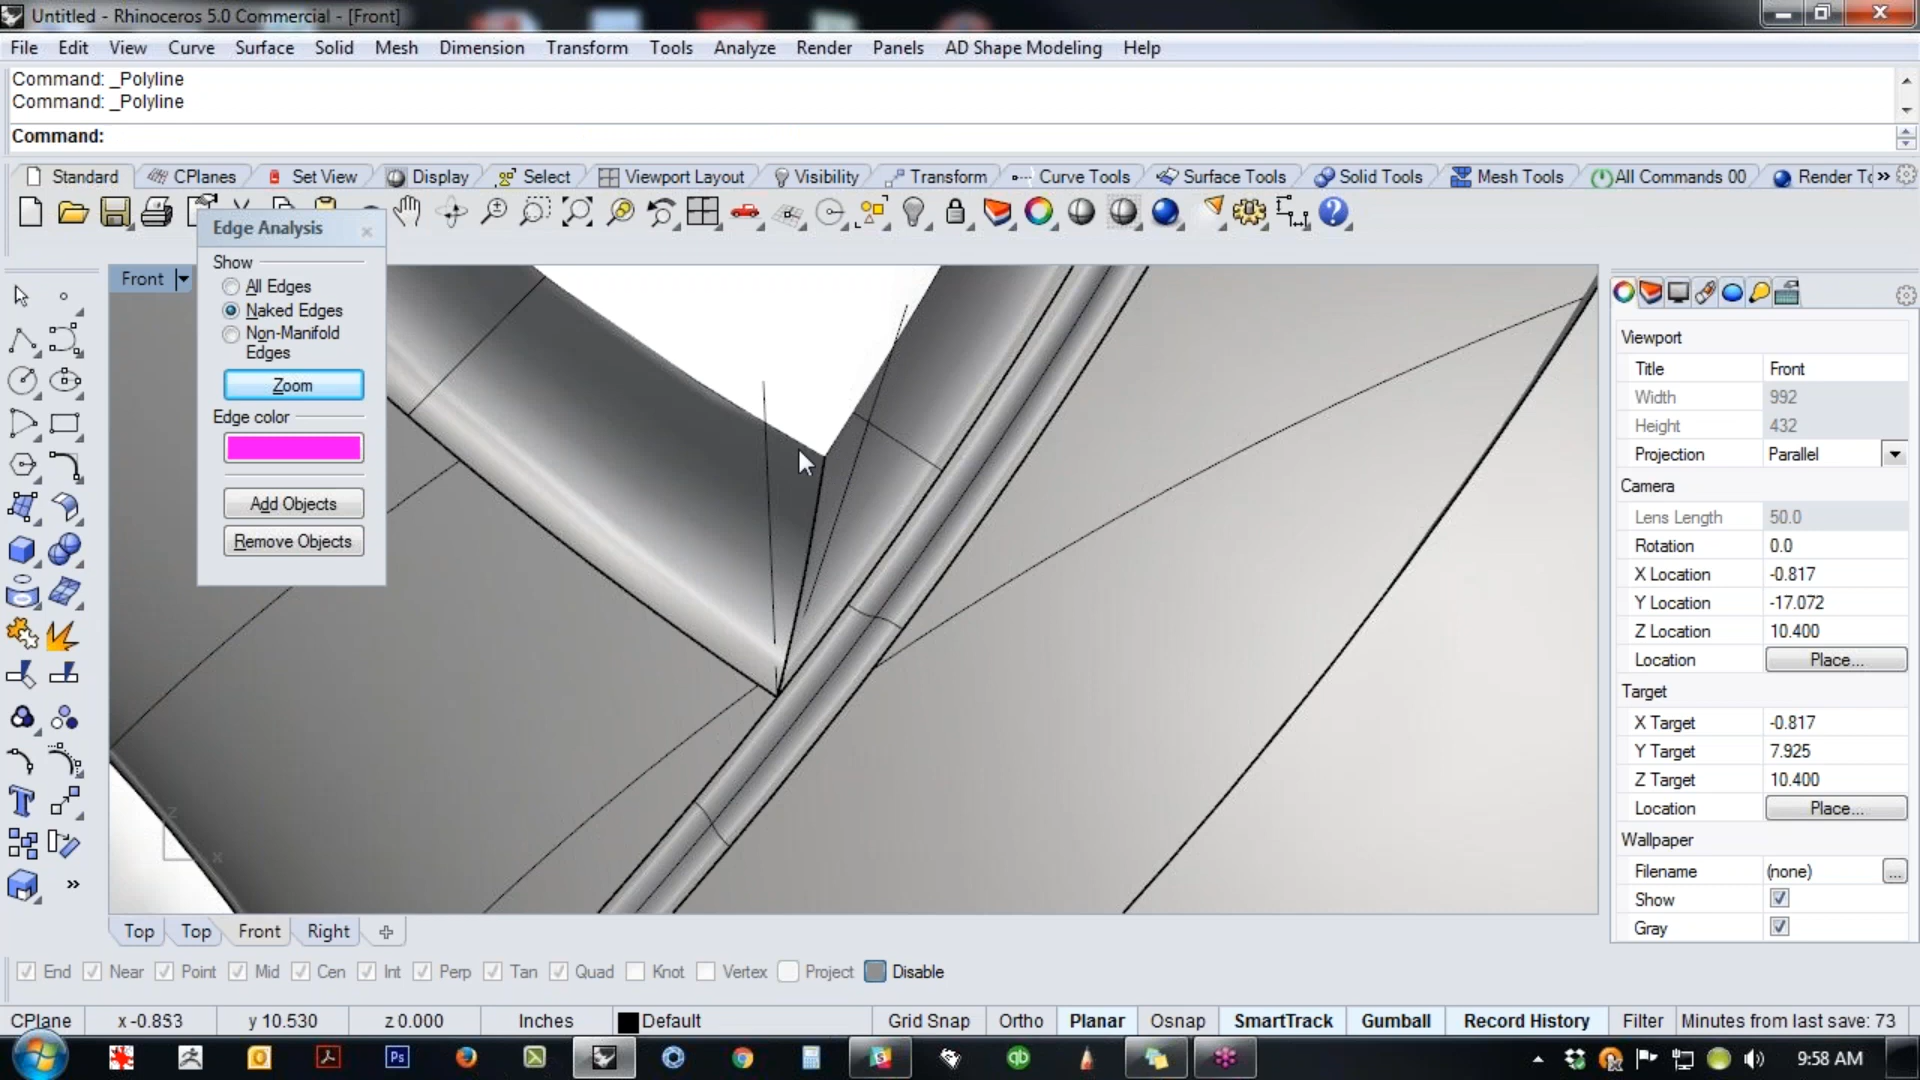 Untitled - Rhinoceros 5.0 Commercial - [Front]
File Edit View Curve Surface Solid Mesh Dimension Transform Tools Analyze Render Panels AD Shape Modeling Help
Command: _Polyline
Command: _Polyline
Command:
Standard CPlanes Set View Display Select Viewport Layout Visibility Transform Curve Tools Surface Tools Solid Tools Mesh Tools All Commands 00 Render To
Edge Analysis
Show
All Edges
Naked Edges
Non-Manifold
Edges
Zoom
Edge color
Add Objects
Remove Objects
Front
z
x
Viewport
Title Front
Width 992
Height 432
Projection Parallel
Camera
Lens Length 50.0
Rotation 0.0
X Location -0.817
Y Location -17.072
Z Location 10.400
Location Place...
Target
X Target -0.817
Y Target 7.925
Z Target 10.400
Location Place...
Wallpaper
Filename (none) ...
Show
Gray
Top Top Front Right
End Near Point Mid Cen Int Perp Tan Quad Knot Vertex Project Disable
CPlane x -0.853 y 10.530 z 0.000 Inches Default Grid Snap Ortho Planar Osnap SmartTrack Gumball Record History Filter Minutes from last save: 73
Ps qb 9:58 AM